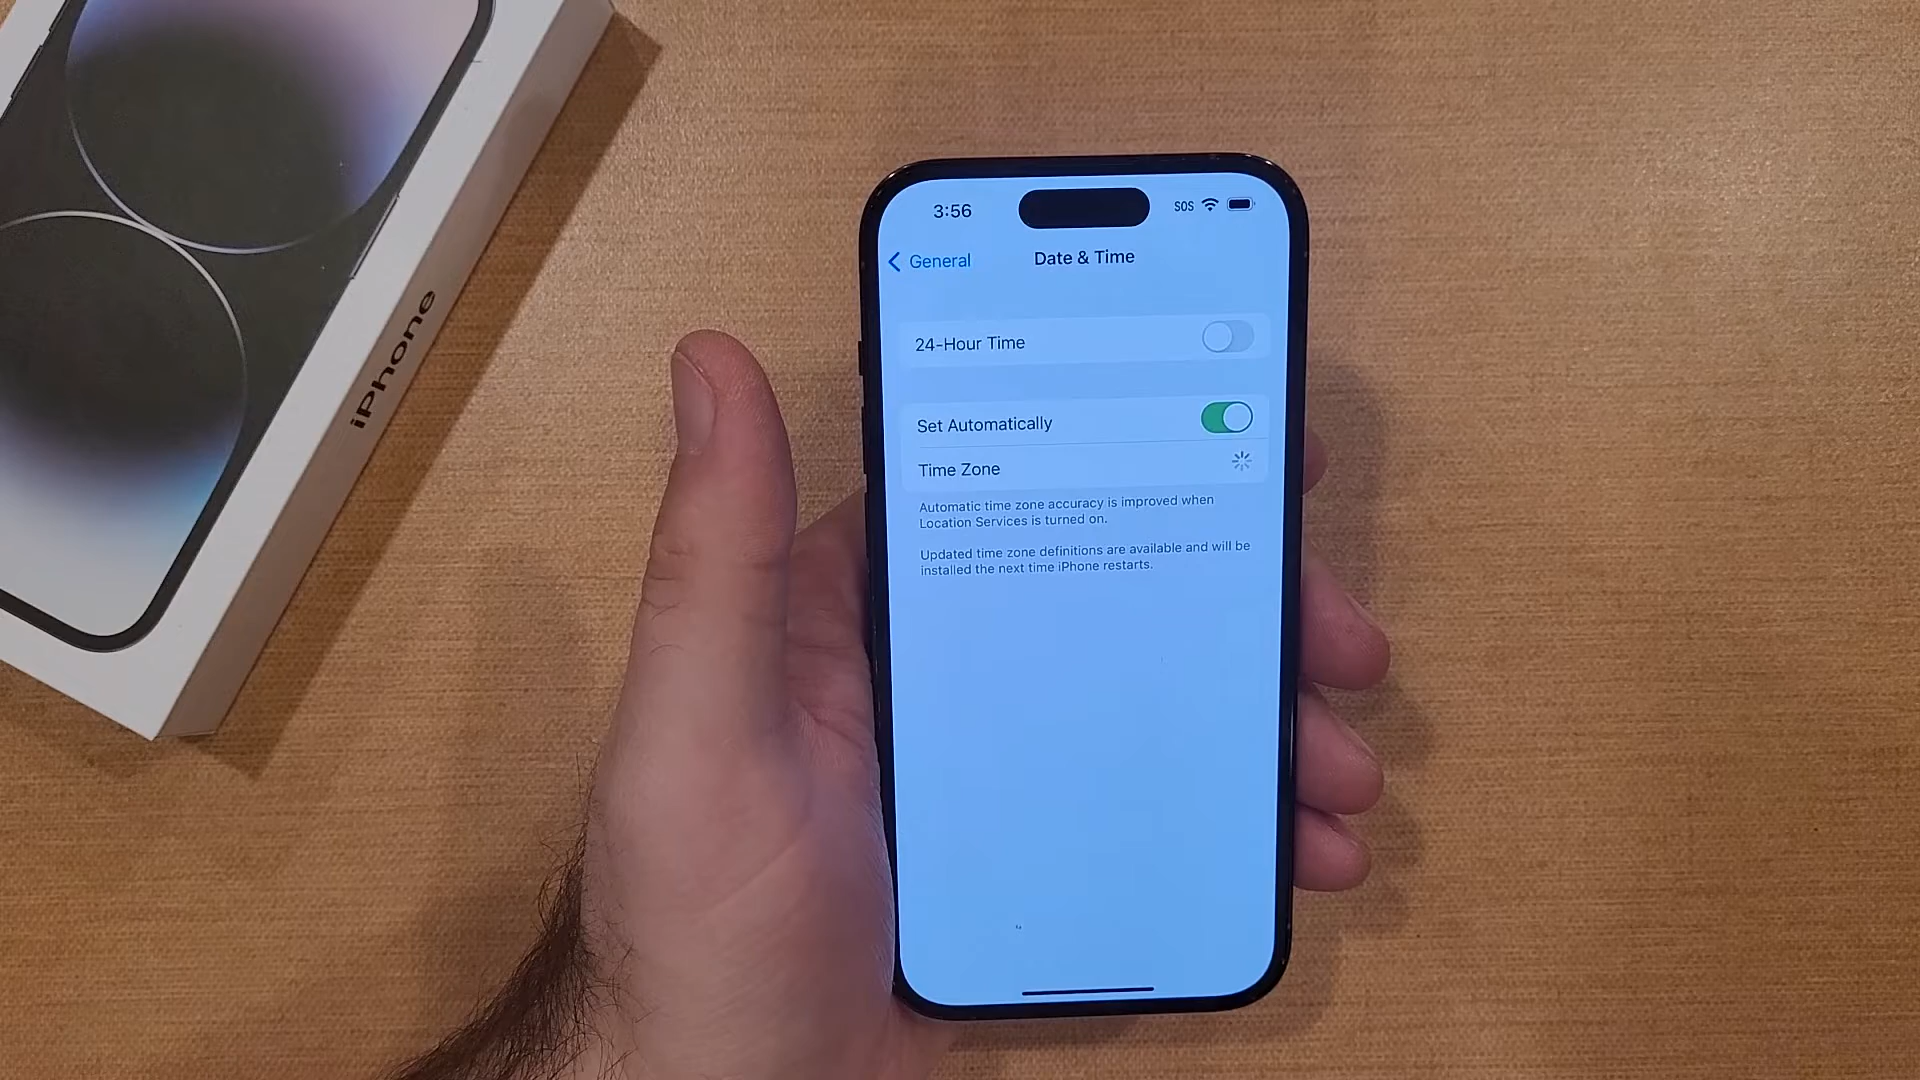 iPhone
3:56
SOS
General
Date & Time
24-Hour Time
Set Automatically
Time Zone
Automatic time zone accuracy is improved when
Location Services is turned on.
Updated time zone definitions are available and will be
installed the next time iPhone restarts.